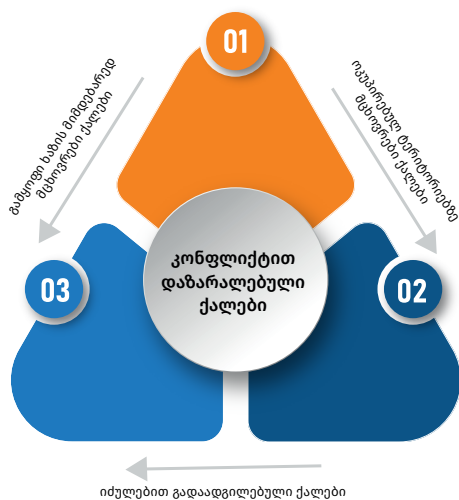 01
გამყოფი ხაზის მიმდებარედ
მცხოვრები ქალები
ოკუპირებულ ტერიტორიებზე
მცხოვრები ქალები
კონფლიქტით
დაზარალებული
ქალები
03
02
იძულებით გადაადგილებული ქალები